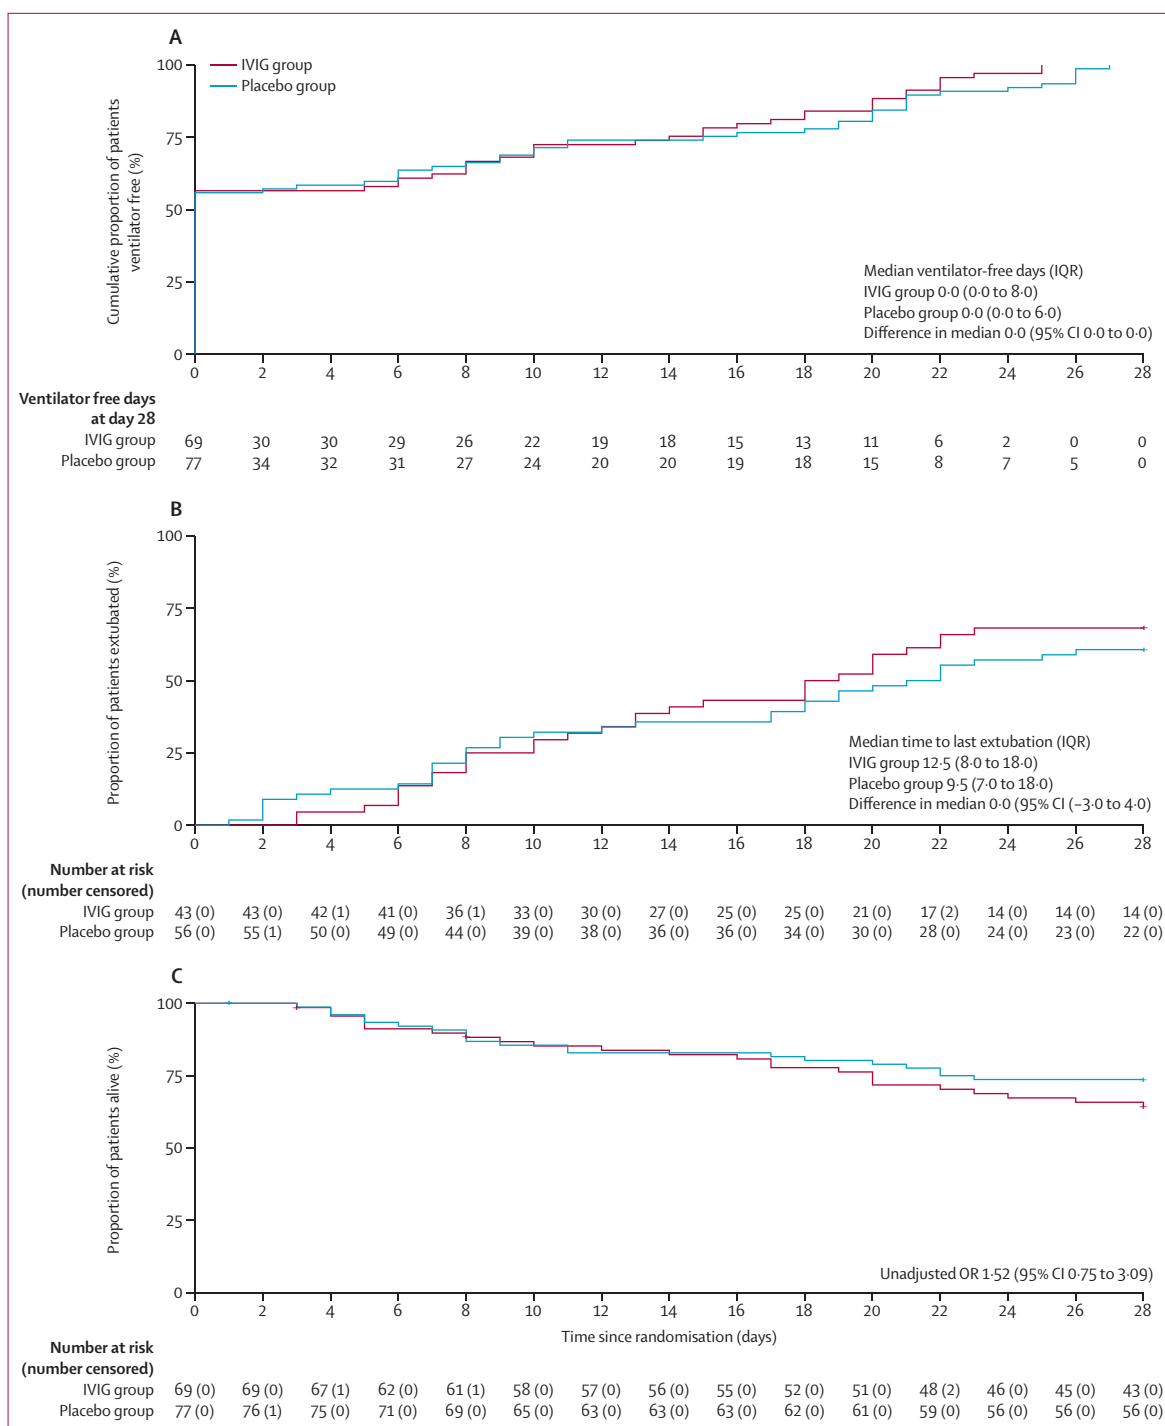 A
IVIG group
Placebo group
Cumulative proportion of patients
ventilator free (%)
100
75
50
25
0
Median ventilator-free days (IQR)
IVIG group 0·0 (0·0 to 8·0)
Placebo group 0·0 (0·0 to 6·0)
Difference in median 0·0 (95% CI 0·0 to 0·0)
0 2 4 6 8 10 12 14 16 18 20 22 24 26 28
Ventilator free days
at day 28
IVIG group 69 30 30 29 26 22 19 18 15 13 11 6 2 0 0
Placebo group 77 34 32 31 27 24 20 20 19 18 15 8 7 5 0
B
Proportion of patients extubated (%)
100
75
50
25
0
Median time to last extubation (IQR)
IVIG group 12·5 (8·0 to 18·0)
Placebo group 9·5 (7·0 to 18·0)
Difference in median 0·0 (95% CI (–3·0 to 4·0)
0 2 4 6 8 10 12 14 16 18 20 22 24 26 28
Number at risk
(number censored)
IVIG group 43 (0) 43 (0) 42 (1) 41 (0) 36 (1) 33 (0) 30 (0) 27 (0) 25 (0) 25 (0) 21 (0) 17 (2) 14 (0) 14 (0) 14 (0)
Placebo group 56 (0) 55 (1) 50 (0) 49 (0) 44 (0) 39 (0) 38 (0) 36 (0) 36 (0) 34 (0) 30 (0) 28 (0) 24 (0) 23 (0) 22 (0)
C
Proportion of patients alive (%)
100
75
50
25
0
Unadjusted OR 1·52 (95% CI 0·75 to 3·09)
0 2 4 6 8 10 12 14 16 18 20 22 24 26 28
Time since randomisation (days)
Number at risk
(number censored)
IVIG group 69 (0) 69 (0) 67 (1) 62 (0) 61 (1) 58 (0) 57 (0) 56 (0) 55 (0) 52 (0) 51 (0) 48 (2) 46 (0) 45 (0) 43 (0)
Placebo group 77 (0) 76 (1) 75 (0) 71 (0) 69 (0) 65 (0) 63 (0) 63 (0) 63 (0) 62 (0) 61 (0) 59 (0) 56 (0) 56 (0) 56 (0)